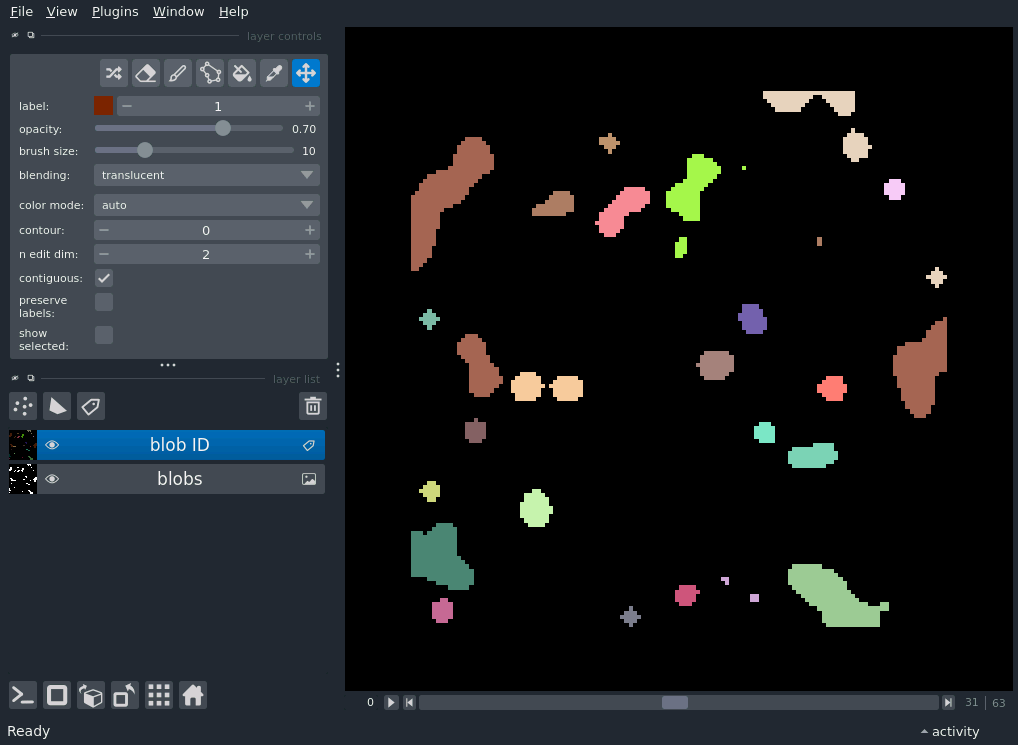 File View Plugins Window Help
layer controls
label: 1
opacity: 0.70
brush size: 10
blending: translucent
color mode: auto
contour: 0
n edit dim: 2
contiguous:
preserve
labels:
show
selected:
layer list
blob ID
blobs
0 31 | 63
Ready activity